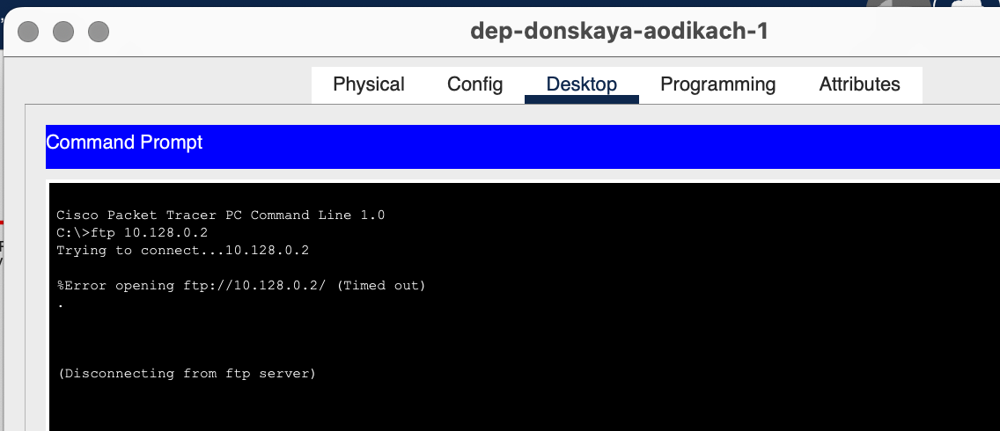 dep-donskaya-aodikach-1
Physical Config Desktop Programming Attributes
Command Prompt
Cisco Packet Tracer PC Command Line 1.0
C:\>ftp 10.128.0.2
Trying to connect...10.128.0.2
%Error opening ftp://10.128.0.2/ (Timed out)
.
(Disconnecting from ftp server)